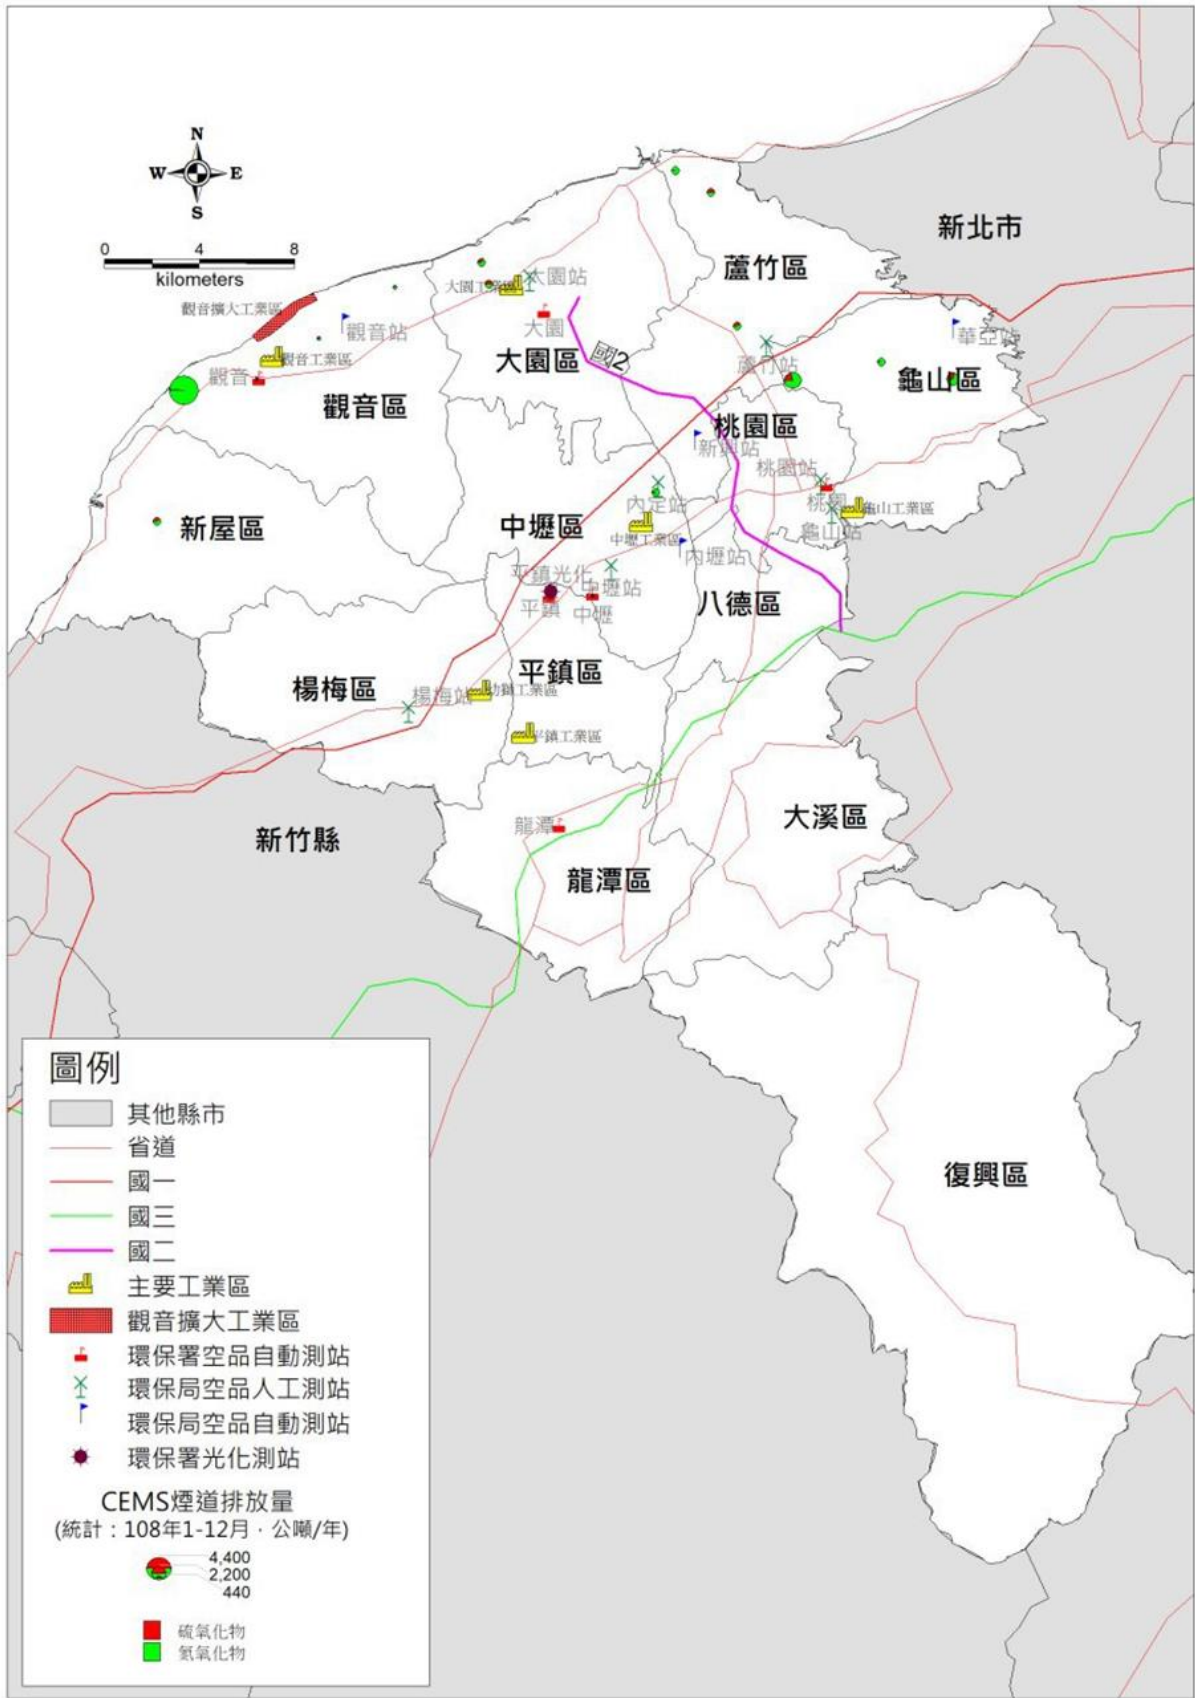 N
W E
S
0 4 8
kilometers
新北市
蘆竹區
大園站
大園工業區
觀音擴大工業區
觀音站
大園
華亞站
觀音工業區
大園區
國2
蘆竹站
觀音
龜山區
觀音區
桃園區
新興站
桃園站
內定站
桃園
龜山工業區
新屋區
中壢區
龜山站
中壢工業區
內壢站
平鎮光化
中壢站
平鎮
中壢
八德區
平鎮區
楊梅區
楊梅站
幼獅工業區
平鎮工業區
大溪區
龍潭
新竹縣
龍潭區
復興區
圖例
其他縣市
省道
國一
國三
國二
主要工業區
觀音擴大工業區
環保署空品自動測站
環保局空品人工測站
環保局空品自動測站
環保署光化測站
CEMS煙道排放量
(統計：108年1-12月，公噸/年)
4,400
2,200
440
硫氧化物
氮氧化物